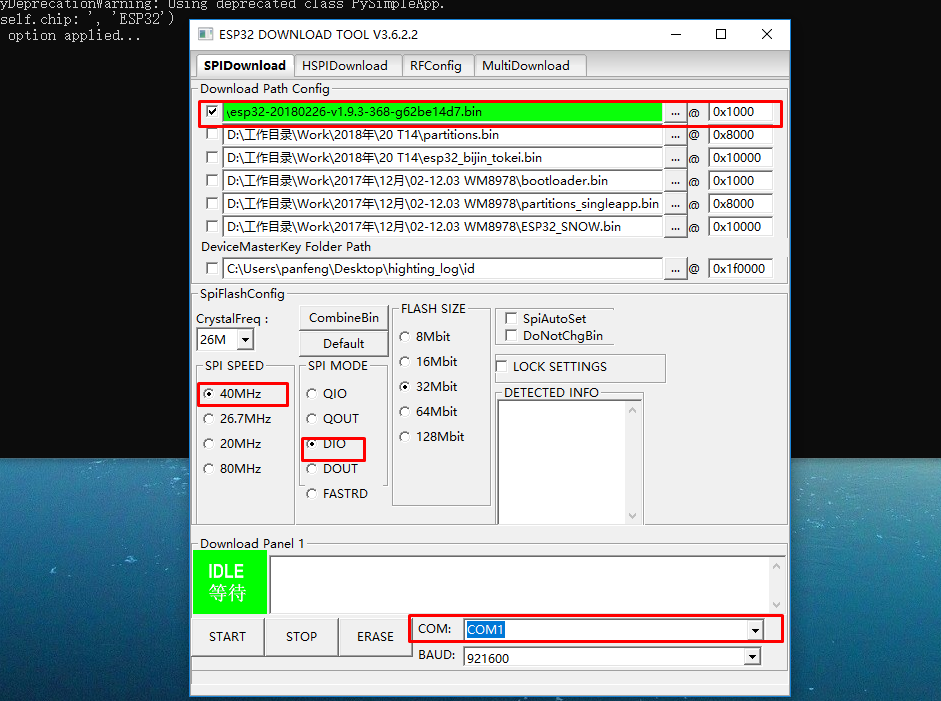 yDeprecationWarning: Using deprecated class PySimpleApp.
self.chip: ', 'ESP32')
option applied...
ESP32 DOWNLOAD TOOL V3.6.2.2
SPIDownload HSPIDownload RFConfig MultiDownload
Download Path Config
\esp32-20180226-v1.9.3-368-g62be14d7.bin ... @ 0x1000
D:\工作目录\Work\2018年\20 T14\partitions.bin ... @ 0x8000
D:\工作目录\Work\2018年\20 T14\esp32_bijin_tokei.bin ... @ 0x10000
D:\工作目录\Work\2017年\12月\02-12.03 WM8978\bootloader.bin ... @ 0x1000
D:\工作目录\Work\2017年\12月\02-12.03 WM8978\partitions_singleapp.bin ... @ 0x8000
D:\工作目录\Work\2017年\12月\02-12.03 WM8978\ESP32_SNOW.bin ... @ 0x10000
DeviceMasterKey Folder Path
C:\Users\panfeng\Desktop\highting_log\id ... @ 0x1f0000
SpiFlashConfig
CrystalFreq :
26M
CombineBin
Default
SPI SPEED
40MHz
26.7MHz
20MHz
80MHz
SPI MODE
QIO
QOUT
DIO
DOUT
FASTRD
FLASH SIZE
8Mbit
16Mbit
32Mbit
64Mbit
128Mbit
SpiAutoSet
DoNotChgBin
LOCK SETTINGS
DETECTED INFO
Download Panel 1
IDLE
等待
START STOP ERASE
COM: COM1
BAUD: 921600